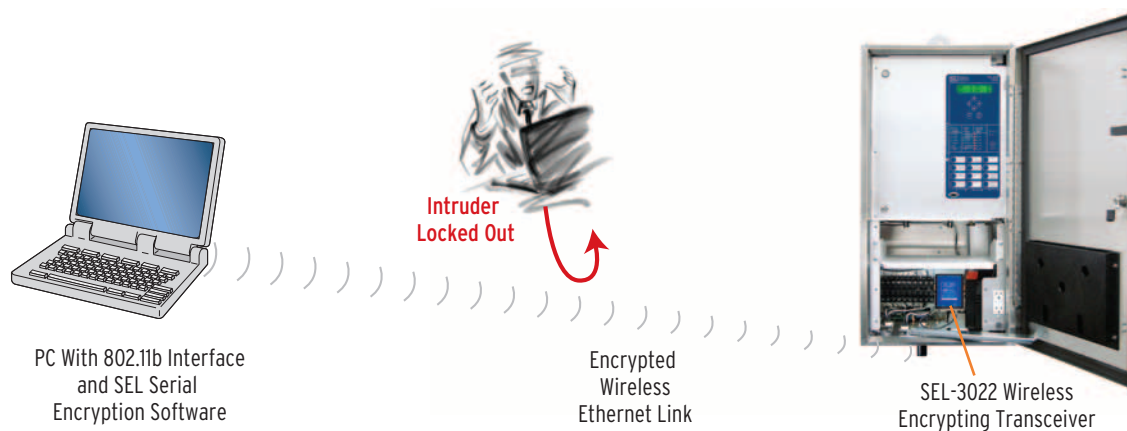 Intruder
Locked Out
PC With 802.11b Interface
and SEL Serial
Encryption Software
Encrypted
Wireless
Ethernet Link
SEL-3022 Wireless
Encrypting Transceiver